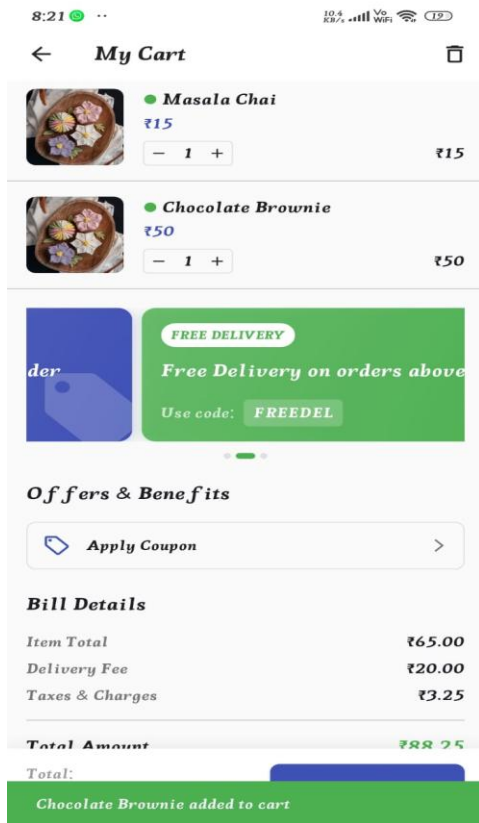 8:21
10.4 KB/s Vo WiFi 19
My Cart
Masala Chai
₹15
− 1 + ₹15
Chocolate Brownie
₹50
− 1 + ₹50
FREE DELIVERY
der Free Delivery on orders above
Use code: FREEDEL
Offers & Benefits
Apply Coupon
Bill Details
Item Total ₹65.00
Delivery Fee ₹20.00
Taxes & Charges ₹3.25
Total Amount ₹88.25
Total:
Chocolate Brownie added to cart